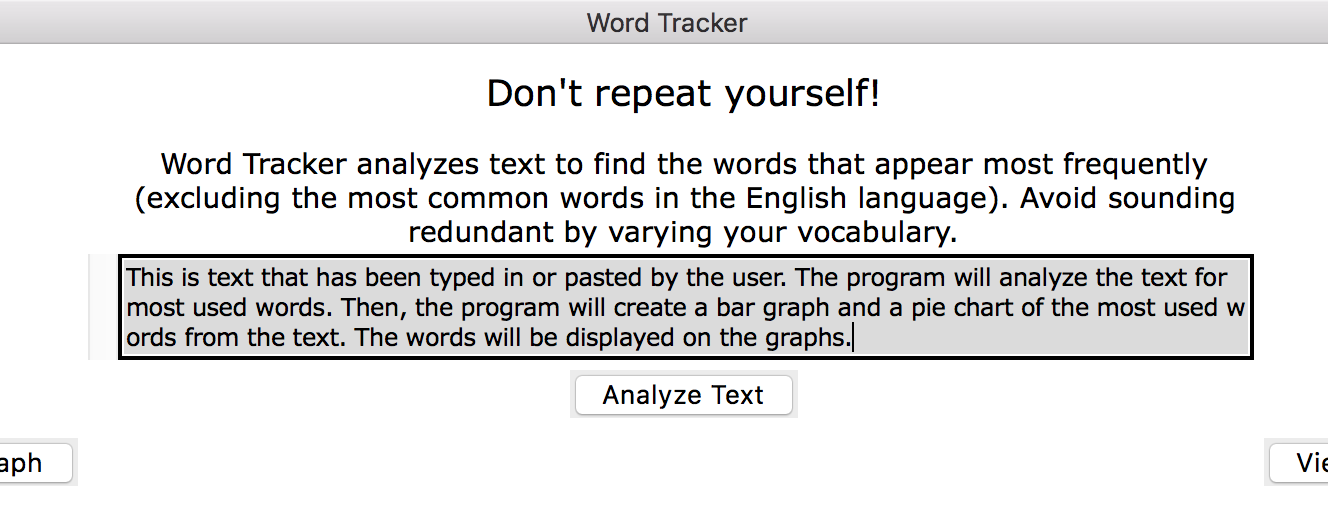 Word Tracker
Don't repeat yourself!
Word Tracker analyzes text to find the words that appear most frequently
(excluding the most common words in the English language). Avoid sounding
redundant by varying your vocabulary.
This is text that has been typed in or pasted by the user. The program will analyze the text for
most used words. Then, the program will create a bar graph and a pie chart of the most used w
ords from the text. The words will be displayed on the graphs.
Analyze Text
aph
Vie